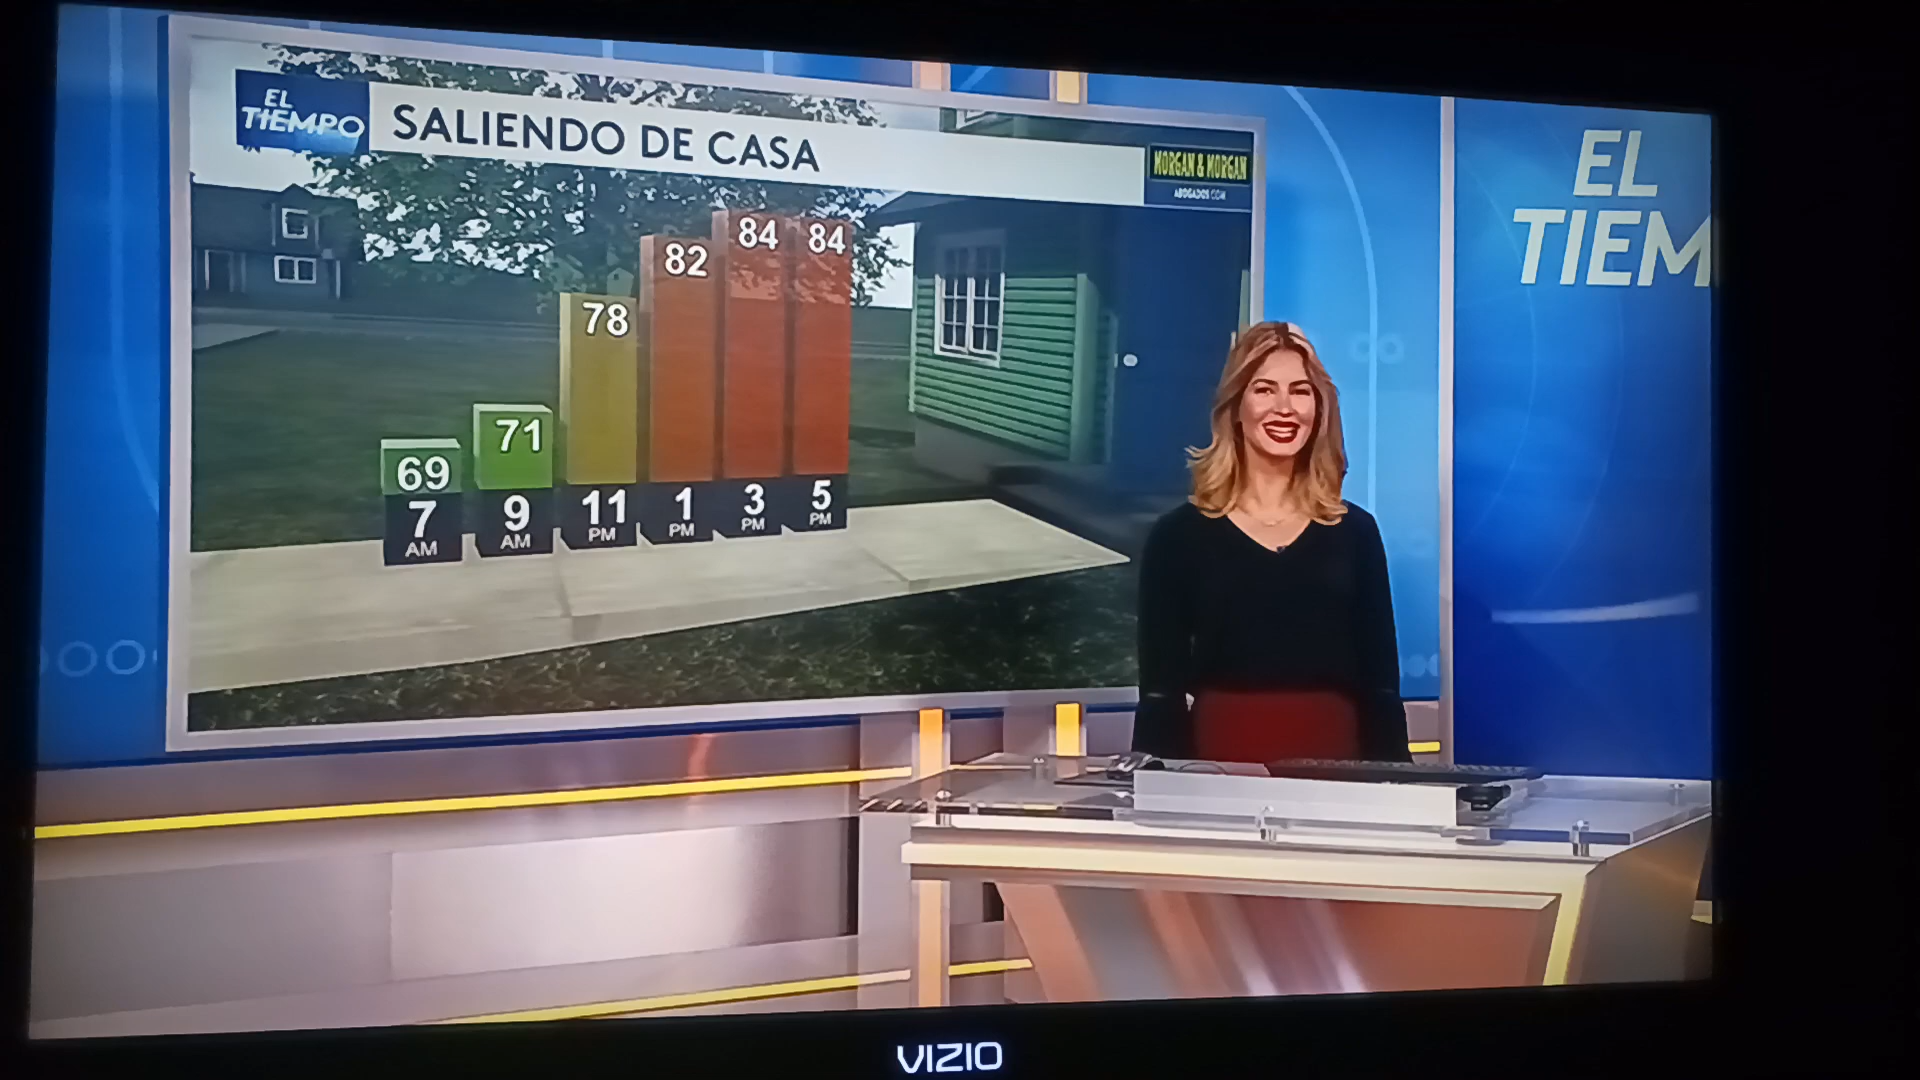 EL
TIEMPO
SALIENDO DE CASA
MORGAN & MORGAN
ABOGADOS.COM
69
71
78
82
84
84
7
AM
9
AM
11
PM
1
PM
3
PM
5
PM
EL
TIEM
VIZIO